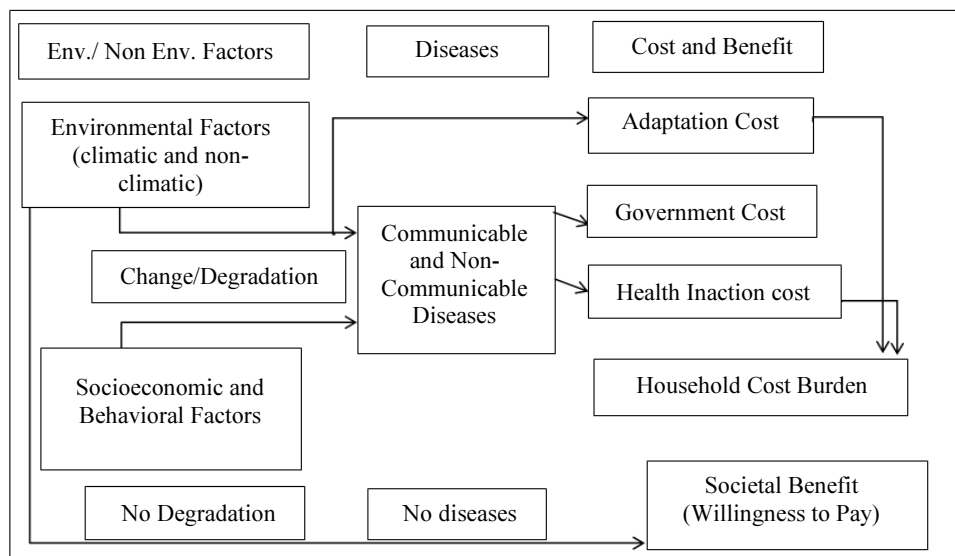 Env./ Non Env. Factors
Diseases
Cost and Benefit
Environmental Factors
(climatic and non-
climatic)
Adaptation Cost
Government Cost
Communicable
and Non-
Communicable
Diseases
Change/Degradation
Health Inaction cost
Socioeconomic and
Behavioral Factors
Household Cost Burden
No Degradation
No diseases
Societal Benefit
(Willingness to Pay)